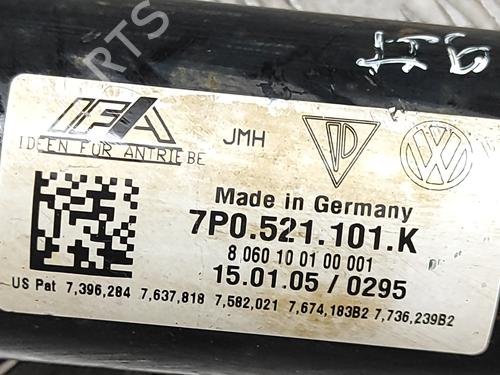 PARTS
IFA
IDEEN FÜR ANTRIEBE
JMH
Made in Germany
7P0.521.101.K
8 060 10 01 00 001
15.01.05 / 0295
US Pat 7,396,284 7,637,818 7,582,021 7,674,183B2 7,736,239B2